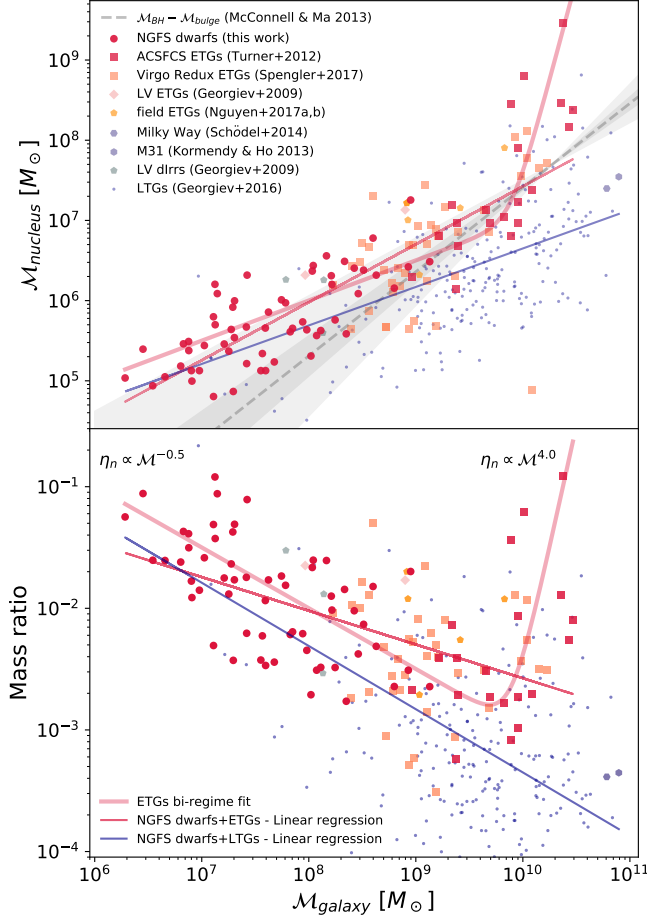 M_BH − M_bulge (McConnell & Ma 2013)
NGFS dwarfs (this work)
ACSFCS ETGs (Turner+2012)
Virgo Redux ETGs (Spengler+2017)
LV ETGs (Georgiev+2009)
field ETGs (Nguyen+2017a,b)
Milky Way (Schödel+2014)
M31 (Kormendy & Ho 2013)
LV dIrrs (Georgiev+2009)
LTGs (Georgiev+2016)
10^9
10^8
10^7
10^6
10^5
M_nucleus [M_⊙]
η_n ∝ M^−0.5
η_n ∝ M^4.0
10^−1
10^−2
10^−3
10^−4
Mass ratio
ETGs bi-regime fit
NGFS dwarfs+ETGs - Linear regression
NGFS dwarfs+LTGs - Linear regression
10^6 10^7 10^8 10^9 10^10 10^11
M_galaxy [M_⊙]